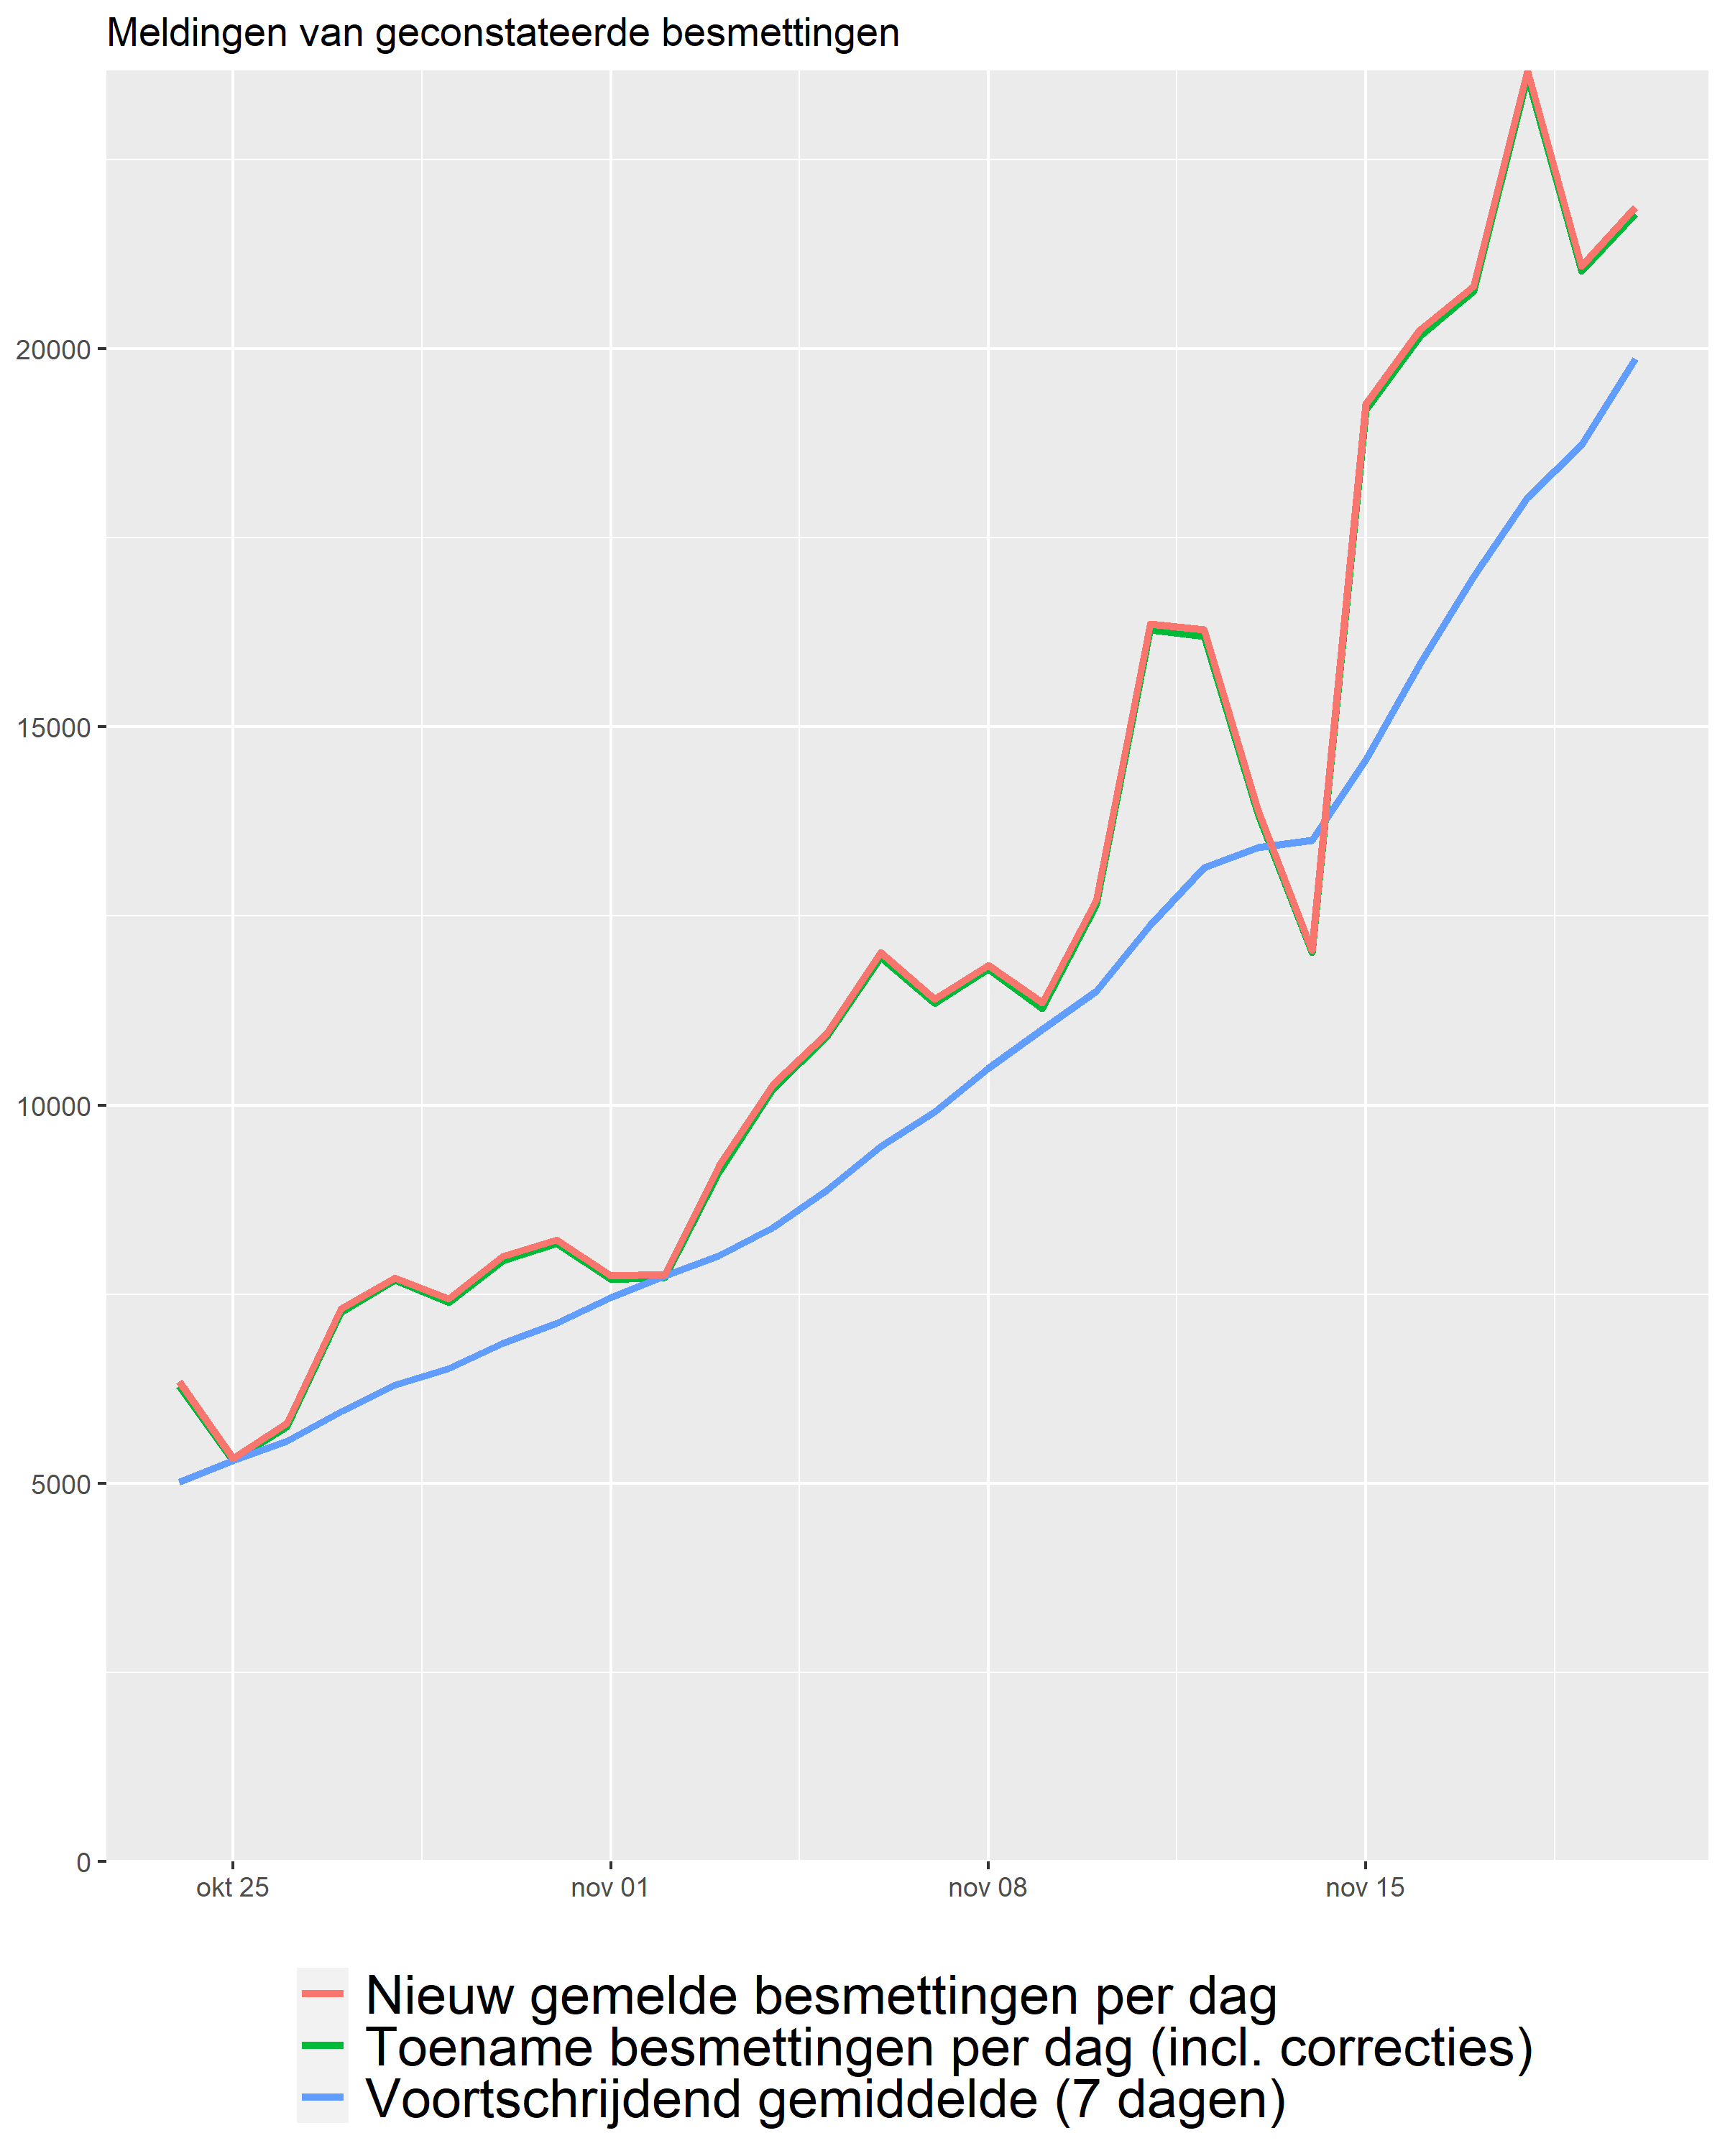 Meldingen van geconstateerde besmettingen
20000
15000
10000
5000
0
okt 25
nov 01
nov 08
nov 15
Nieuw gemelde besmettingen per dag
Toename besmettingen per dag (incl. correcties)
Voortschrijdend gemiddelde (7 dagen)